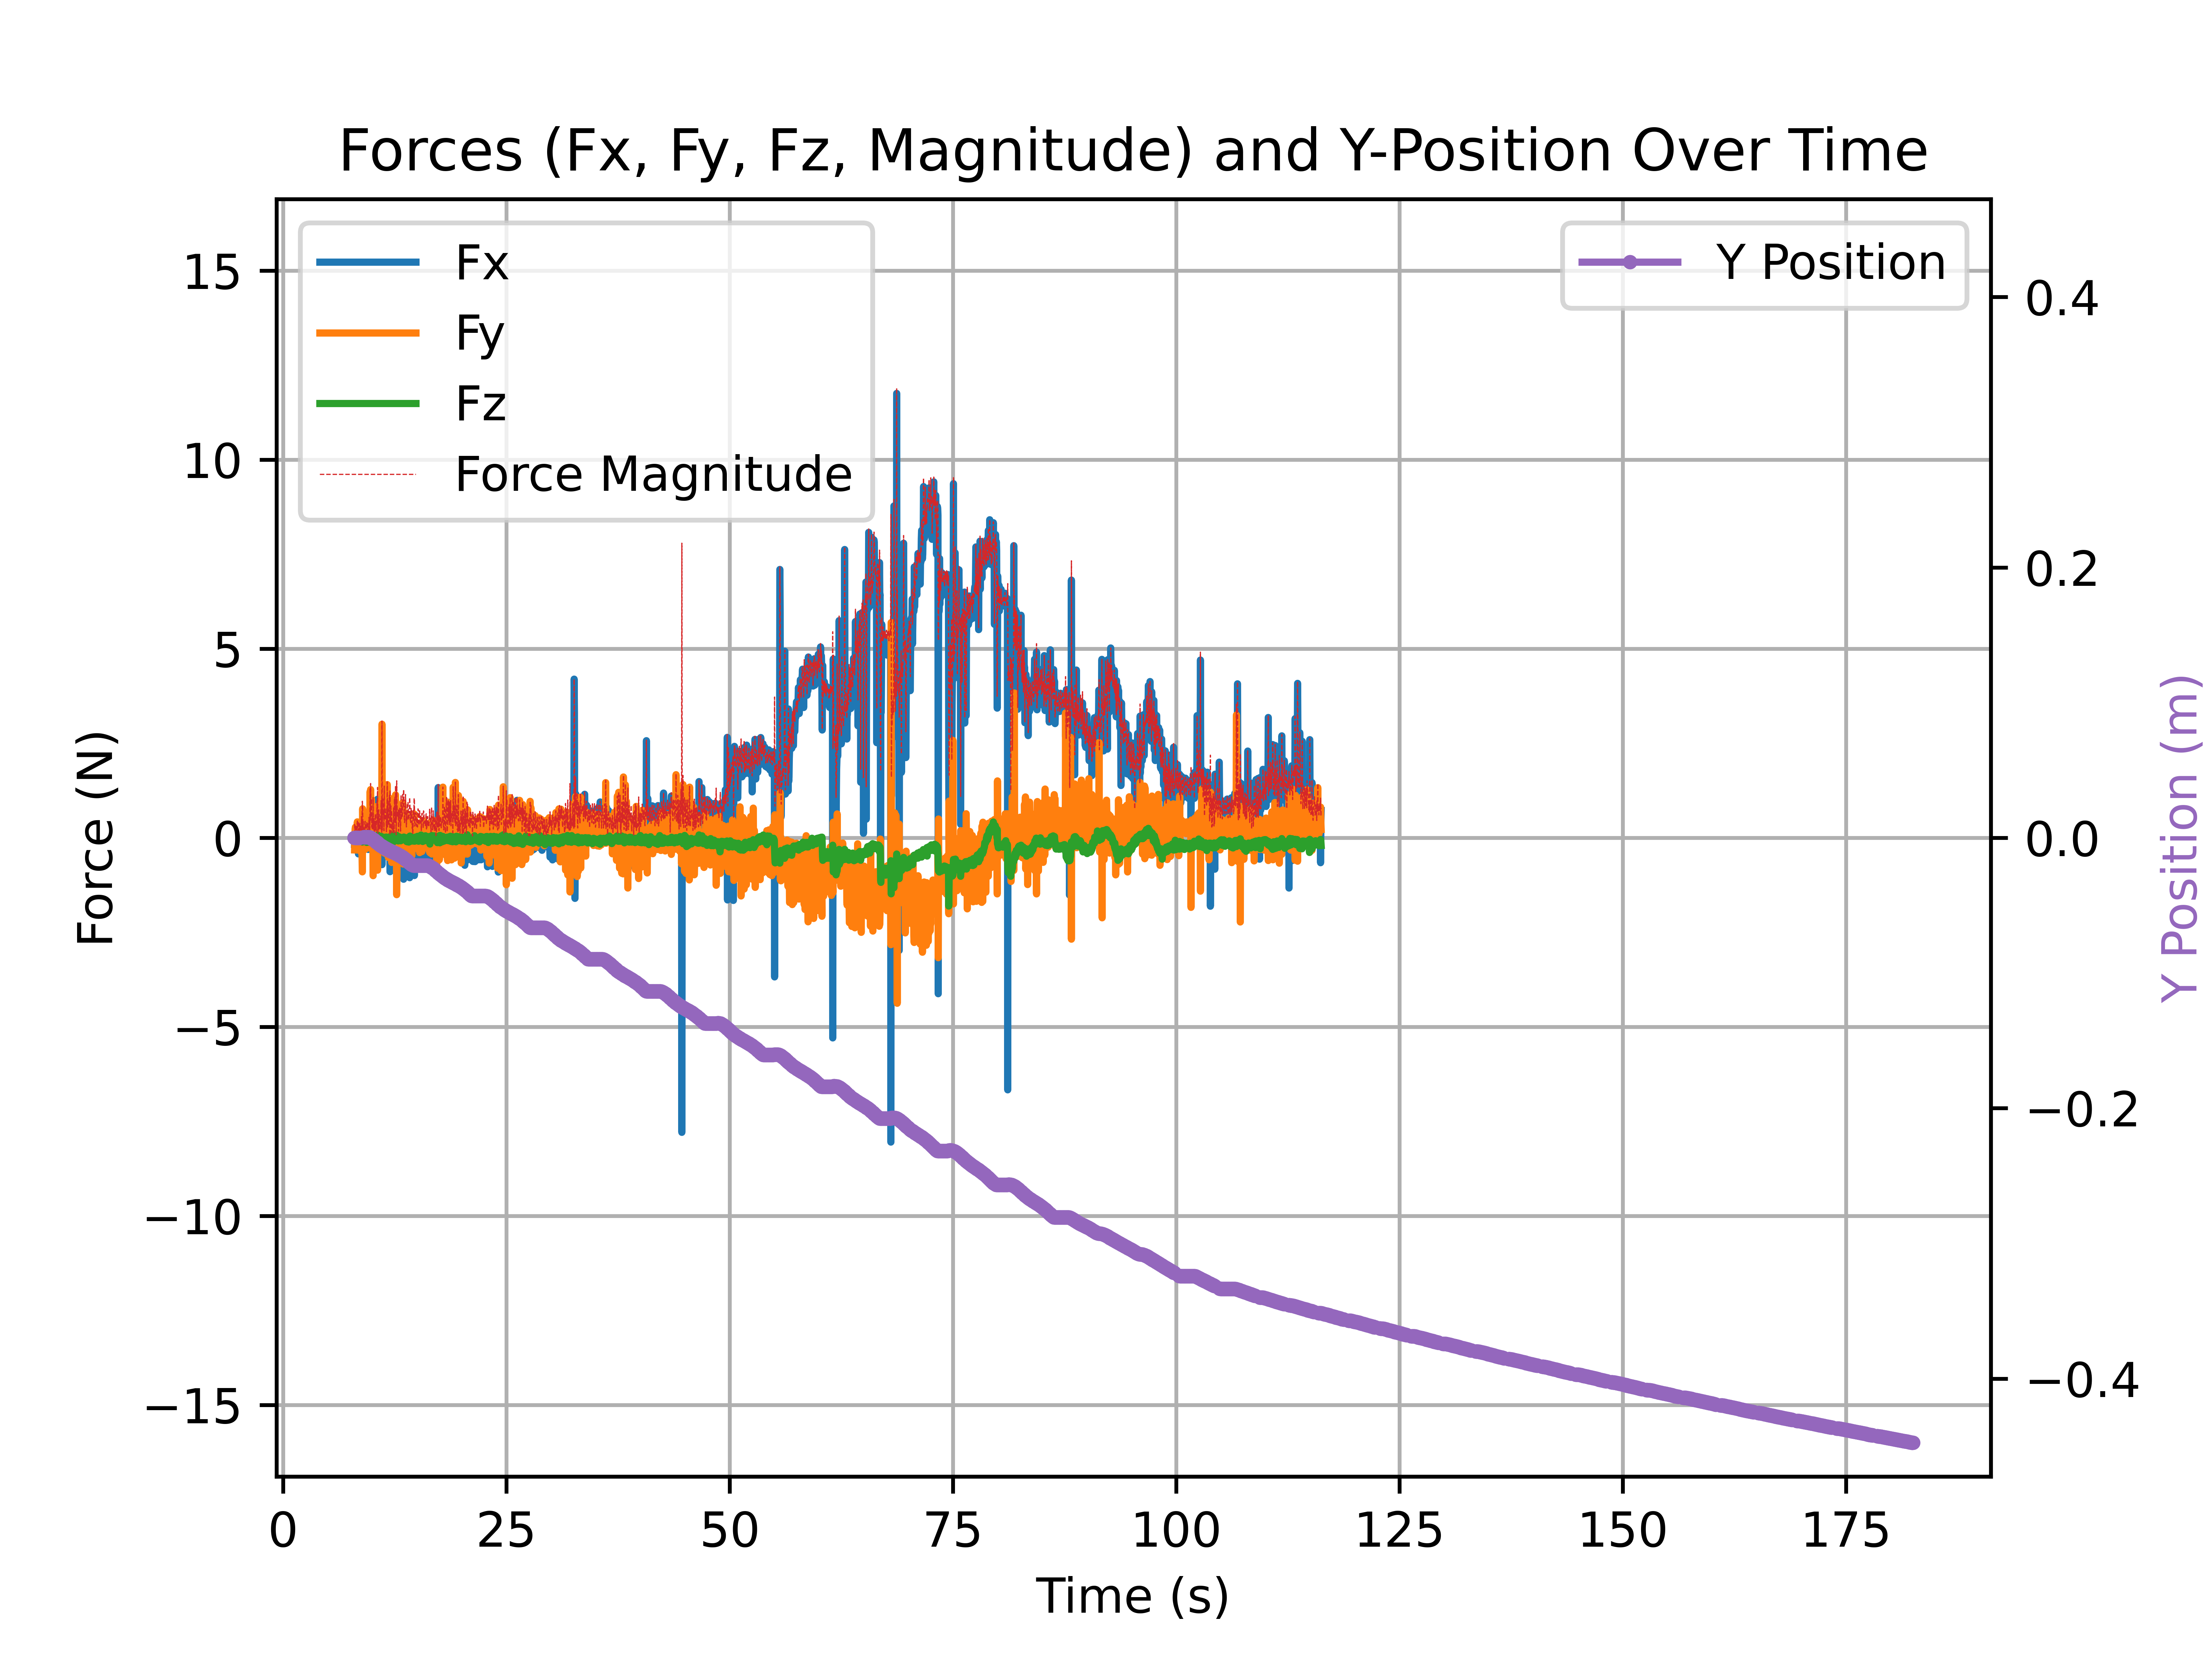 Forces (Fx, Fy, Fz, Magnitude) and Y-Position Over Time
Fx
Fy
Fz
Force Magnitude
Y Position
15
10
5
0
−5
−10
−15
Force (N)
0.4
0.2
0.0
−0.2
−0.4
Y Position (m)
0 25 50 75 100 125 150 175
Time (s)